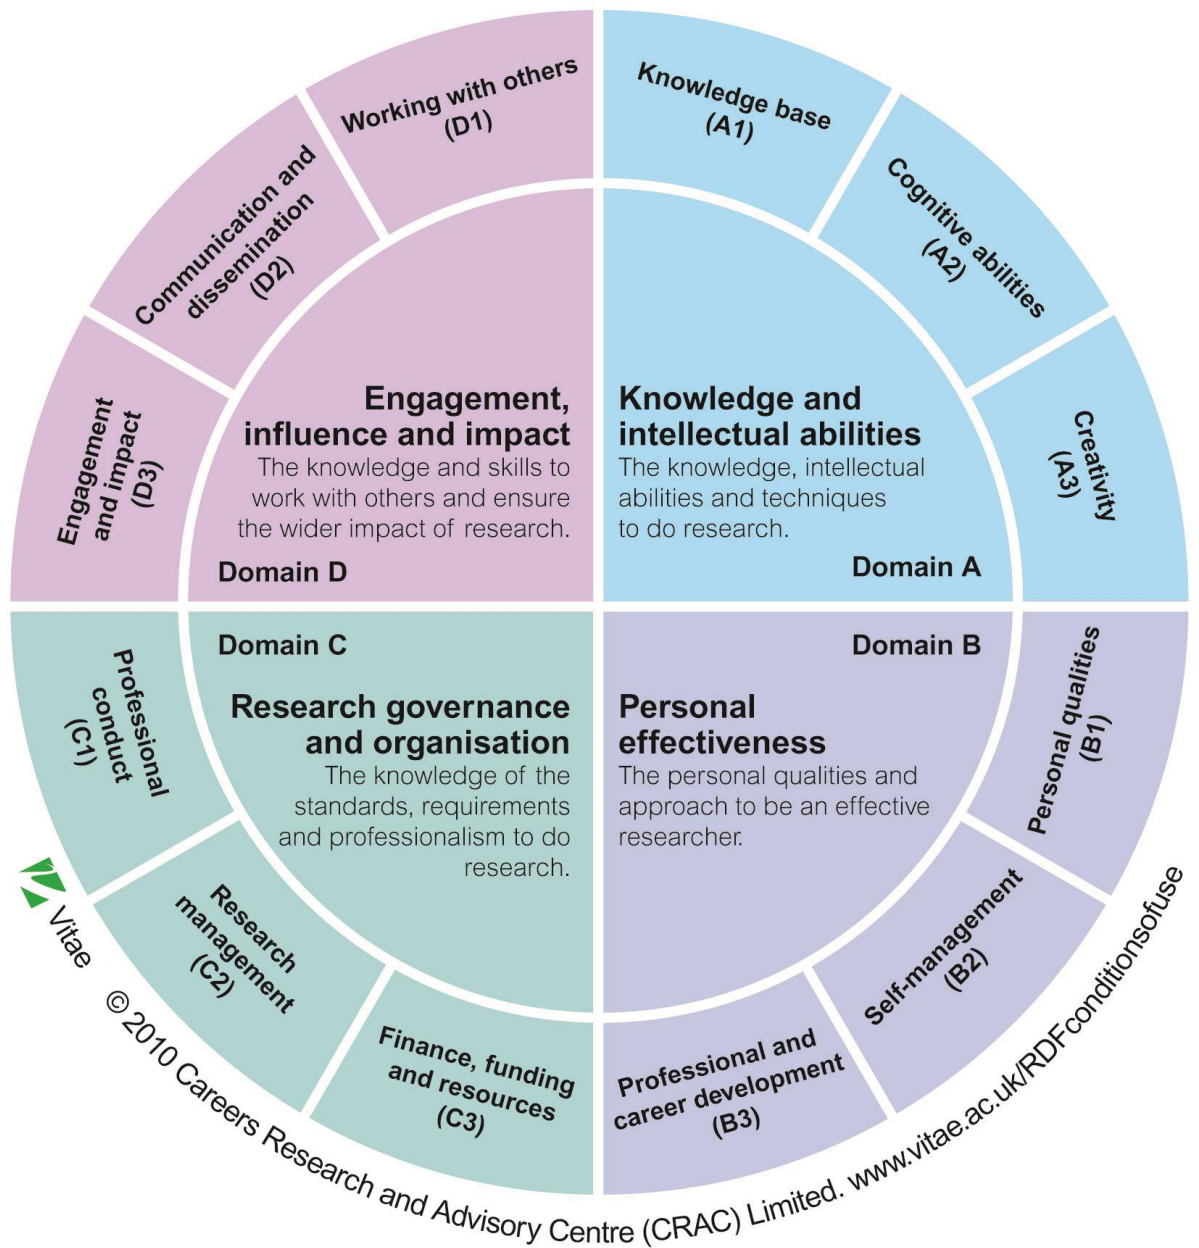 Working with others
(D1)
Knowledge base
(A1)
Communication and
dissemination
(D2)
Cognitive abilities
(A2)
Engagement
and impact
(D3)
Creativity
(A3)
Engagement,
influence and impact
The knowledge and skills to
work with others and ensure
the wider impact of research.
Domain D
Knowledge and
intellectual abilities
The knowledge, intellectual
abilities and techniques
to do research.
Domain A
Domain C
Research governance
and organisation
The knowledge of the
standards, requirements
and professionalism to do
research.
Domain B
Personal
effectiveness
The personal qualities and
approach to be an effective
researcher.
Professional
conduct
(C1)
Personal qualities
(B1)
Research
management
(C2)
Self-management
(B2)
Finance, funding
and resources
(C3)
Professional and
career development
(B3)
Vitae
© 2010 Careers Research and Advisory Centre (CRAC) Limited. www.vitae.ac.uk/RDFconditionsofuse